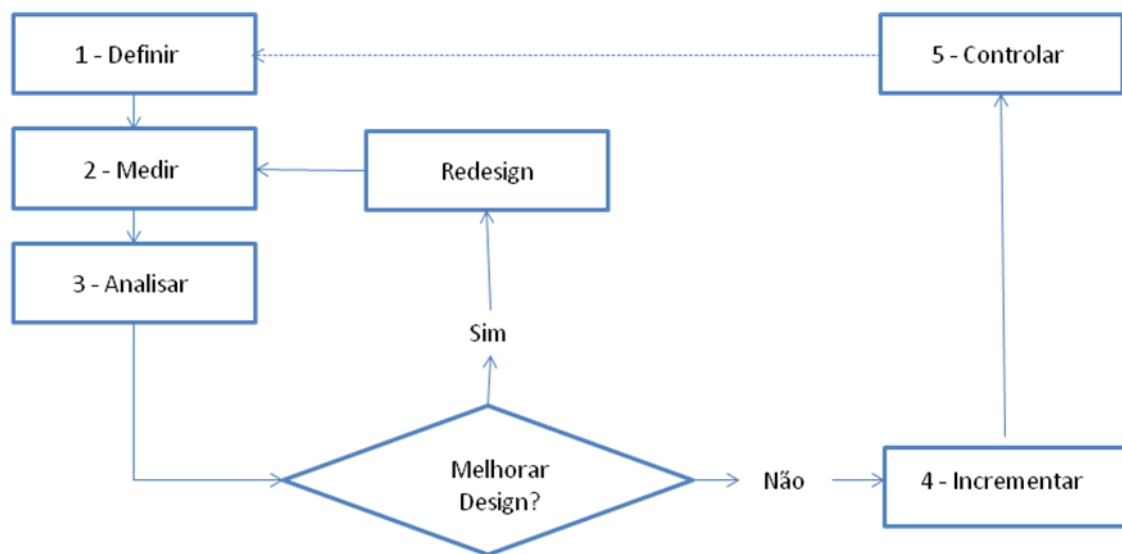 1 - Definir
5 - Controlar
2 - Medir
Redesign
3 - Analisar
Sim
Melhorar
Design?
Não
4 - Incrementar